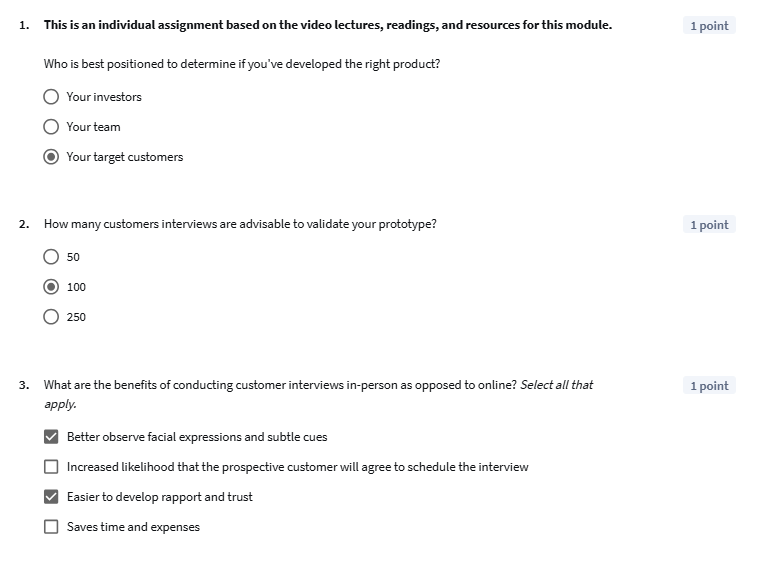 1. This is an individual assignment based on the video lectures, readings, and resources for this module.
1 point
Who is best positioned to determine if you've developed the right product?
Your investors
Your team
Your target customers
2. How many customers interviews are advisable to validate your prototype?
1 point
50
100
250
3. What are the benefits of conducting customer interviews in-person as opposed to online? Select all that
1 point
apply.
Better observe facial expressions and subtle cues
Increased likelihood that the prospective customer will agree to schedule the interview
Easier to develop rapport and trust
Saves time and expenses